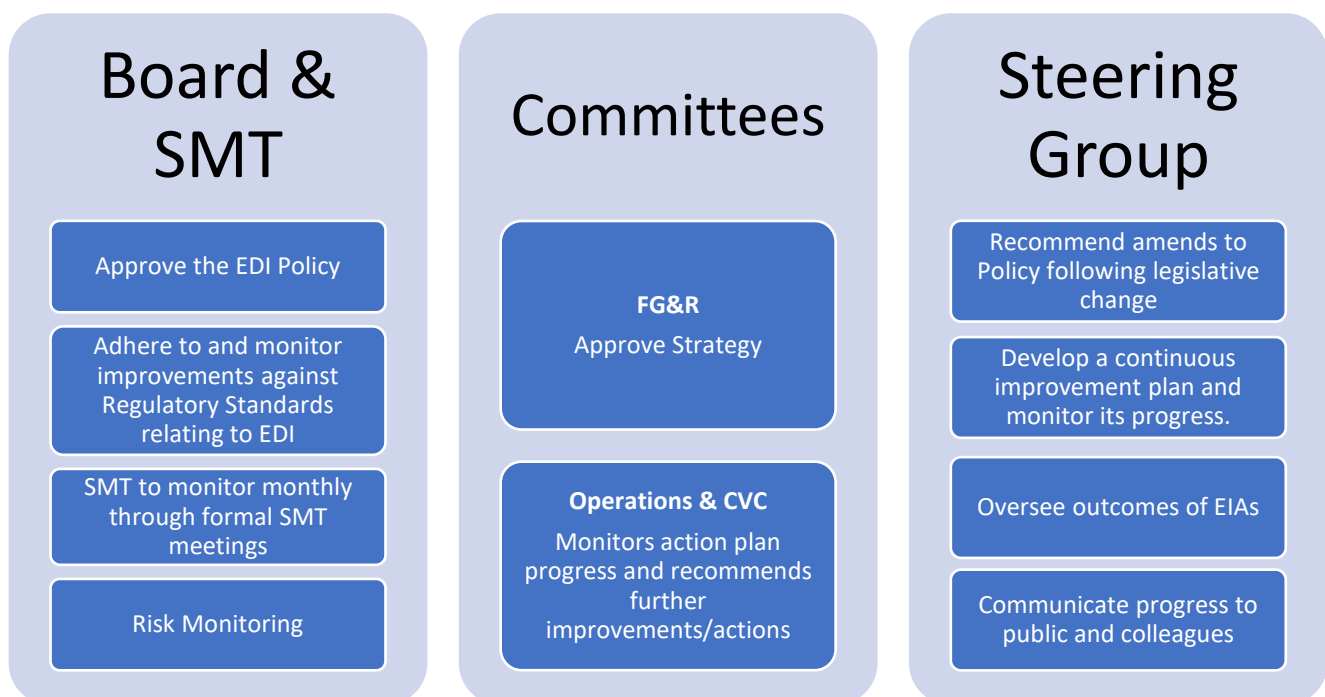 Board &
SMT
Approve the EDI Policy
Adhere to and monitor
improvements against
Regulatory Standards
relating to EDI
SMT to monitor monthly
through formal SMT
meetings
Risk Monitoring
Committees
FG&R
Approve Strategy
Operations & CVC
Monitors action plan
progress and recommends
further
improvements/actions
Steering
Group
Recommend amends to
Policy following legislative
change
Develop a continuous
improvement plan and
monitor its progress.
Oversee outcomes of EIAs
Communicate progress to
public and colleagues